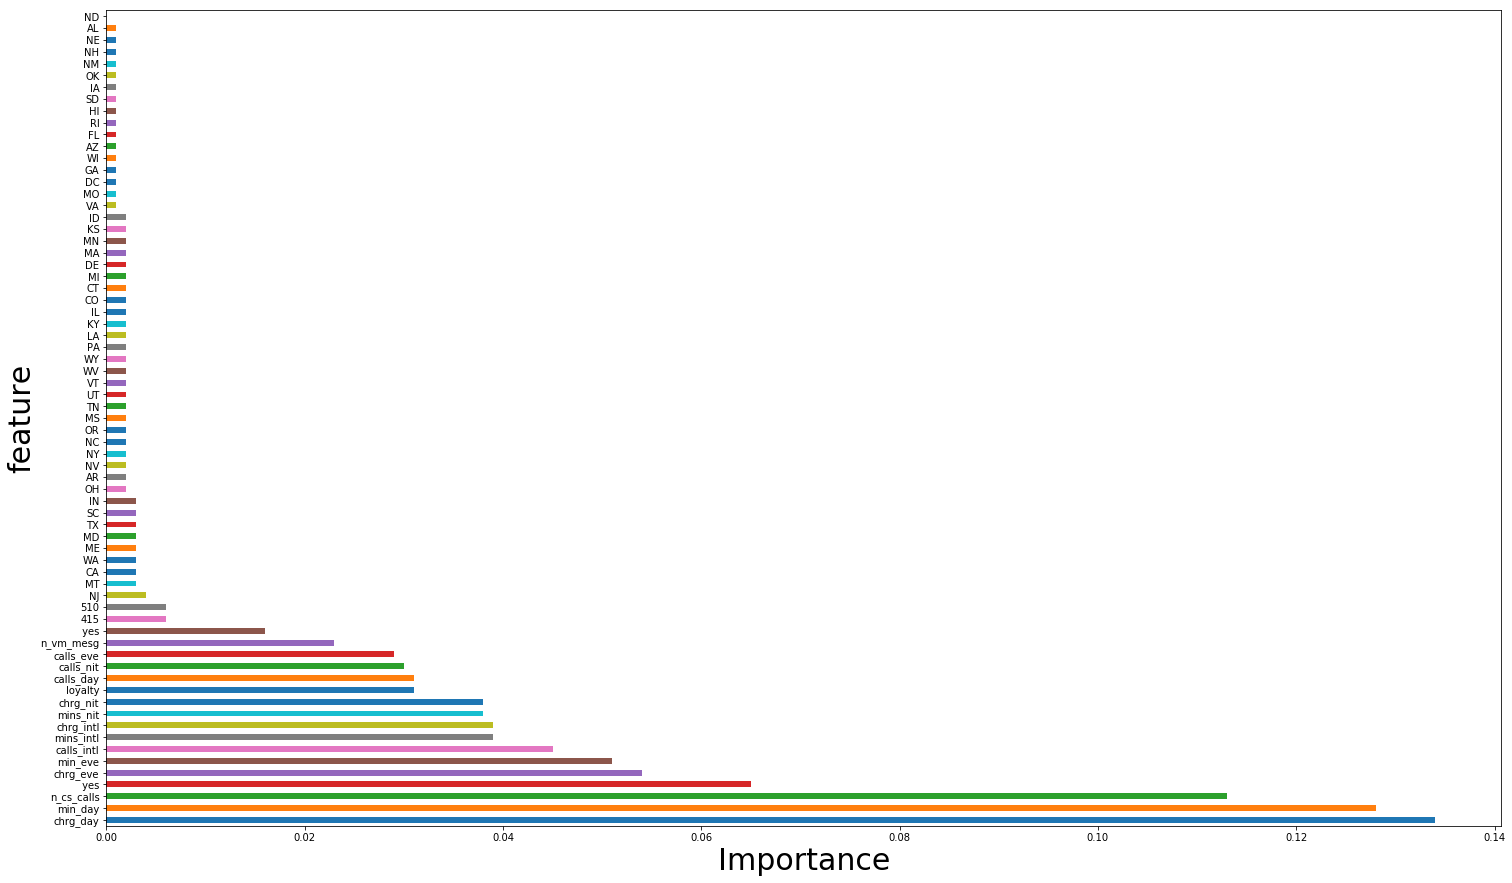 ND
AL
NE
NH
NM
OK
IA
SD
HI
RI
FL
AZ
WI
GA
DC
MO
VA
ID
KS
MN
MA
DE
MI
CT
CO
IL
KY
LA
PA
WY
WV
VT
UT
TN
MS
OR
NC
NY
NV
AR
OH
IN
SC
TX
MD
ME
WA
CA
MT
NJ
510
415
yes
n_vm_mesg
calls_eve
calls_nit
calls_day
loyalty
chrg_nit
mins_nit
chrg_intl
mins_intl
calls_intl
min_eve
chrg_eve
yes
n_cs_calls
min_day
chrg_day
feature
0.00 0.02 0.04 0.06 0.08 0.10 0.12 0.14
Importance